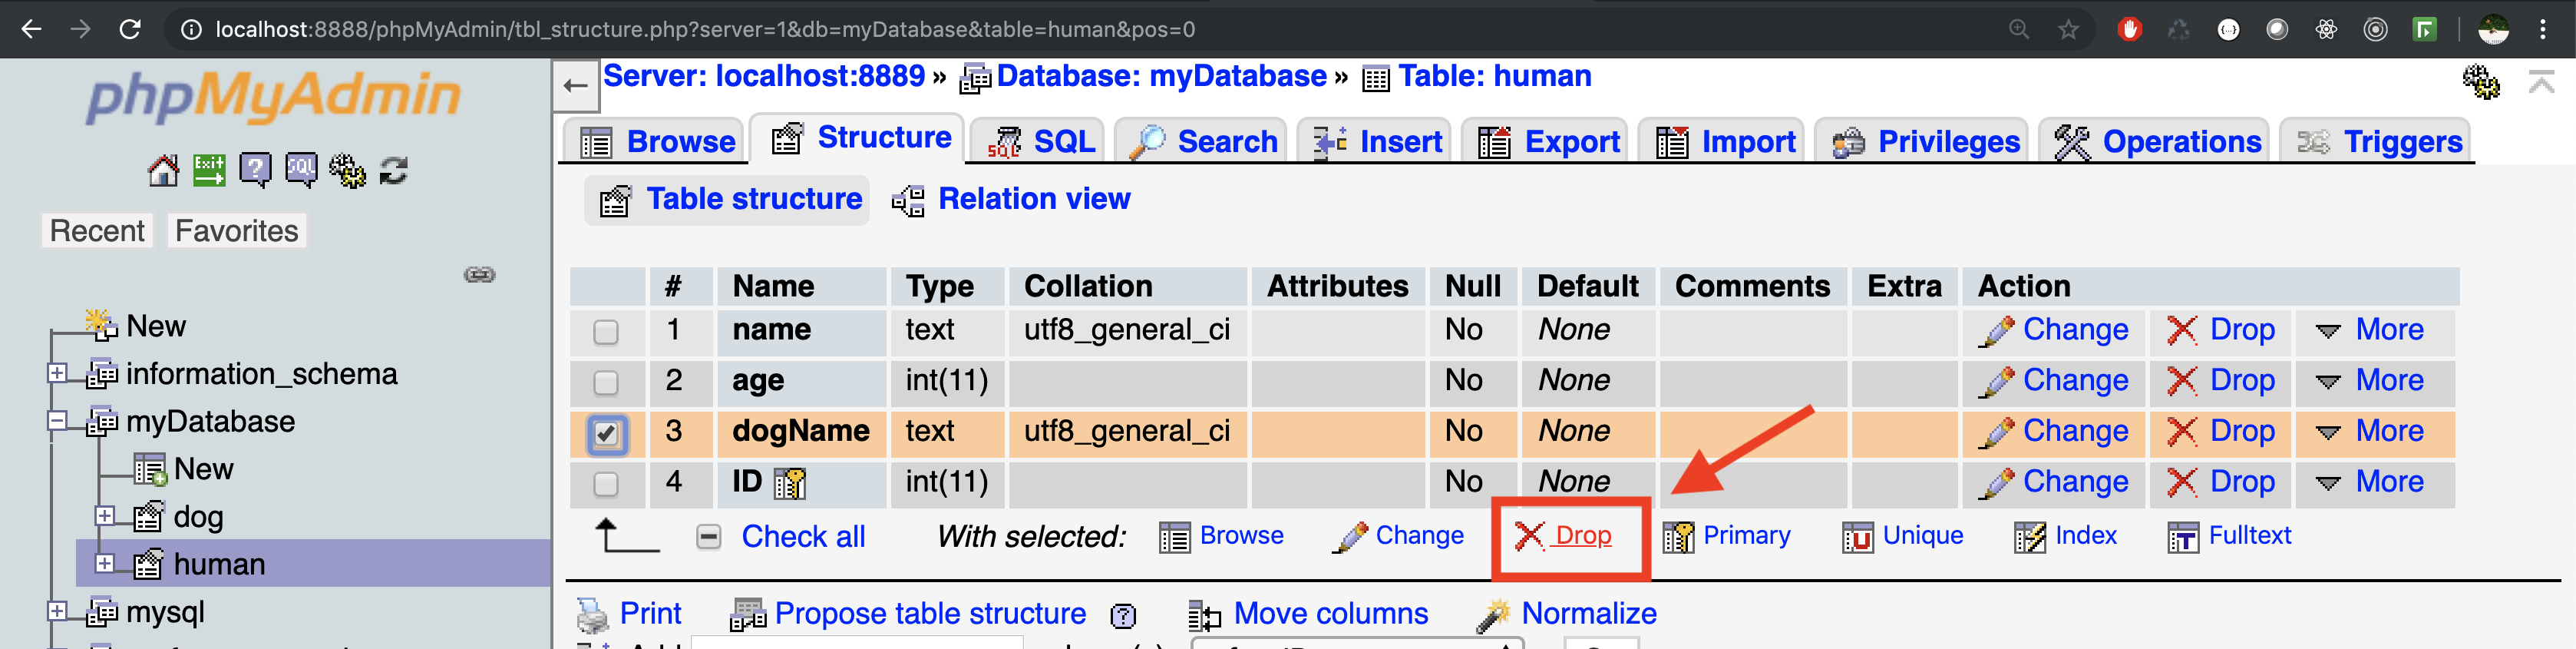 localhost:8888/phpMyAdmin/tbl_structure.php?server=1&db=myDatabase&table=human&pos=0
phpMyAdmin
Exit
?
SQL
Recent Favorites
New
information_schema
myDatabase
New
dog
human
mysql
Server: localhost:8889 » Database: myDatabase » Table: human
Browse Structure SQL Search Insert Export Import Privileges Operations Triggers
Table structure Relation view
# Name Type Collation Attributes Null Default Comments Extra Action
1 name text utf8_general_ci No None Change Drop More
2 age int(11) No None Change Drop More
3 dogName text utf8_general_ci No None Change Drop More
4 ID int(11) No None Change Drop More
Check all With selected: Browse Change Drop Primary Unique Index Fulltext
Print Propose table structure ? Move columns Normalize